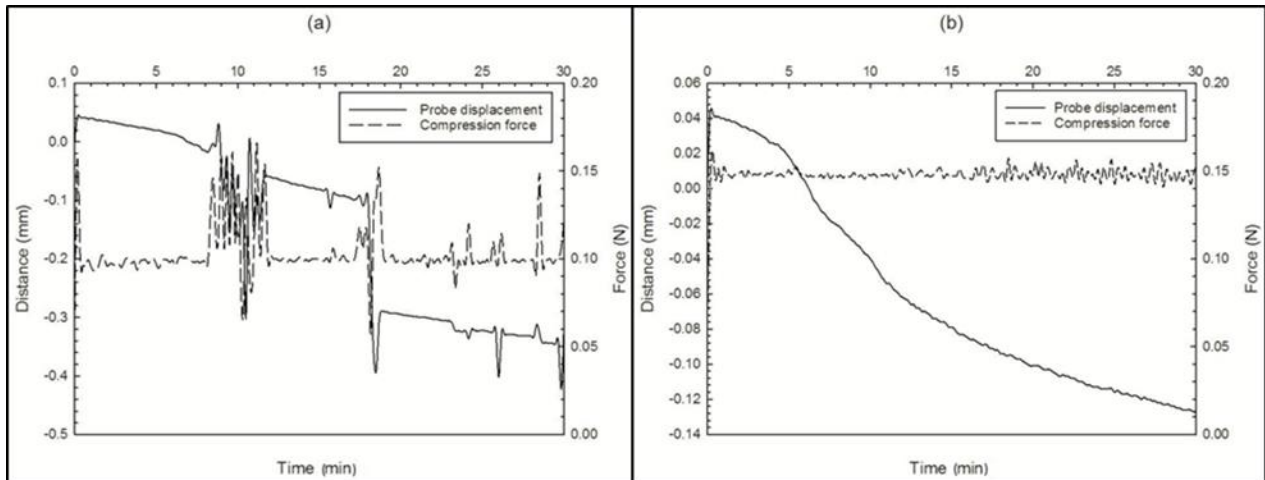 (a)
0 5 10 15 20 25 30
0.1 0.20
Probe displacement
Compression force
0.0
0.15
-0.1
Distance (mm)
-0.2 0.10
Force (N)
-0.3
0.05
-0.4
-0.5 0.00
Time (min)
(b)
0 5 10 15 20 25 30
0.06 0.20
Probe displacement
Compression force
0.04
0.02
0.15
0.00
-0.02
Distance (mm)
-0.04
0.10
Force (N)
-0.06
-0.08
0.05
-0.10
-0.12
-0.14 0.00
Time (min)